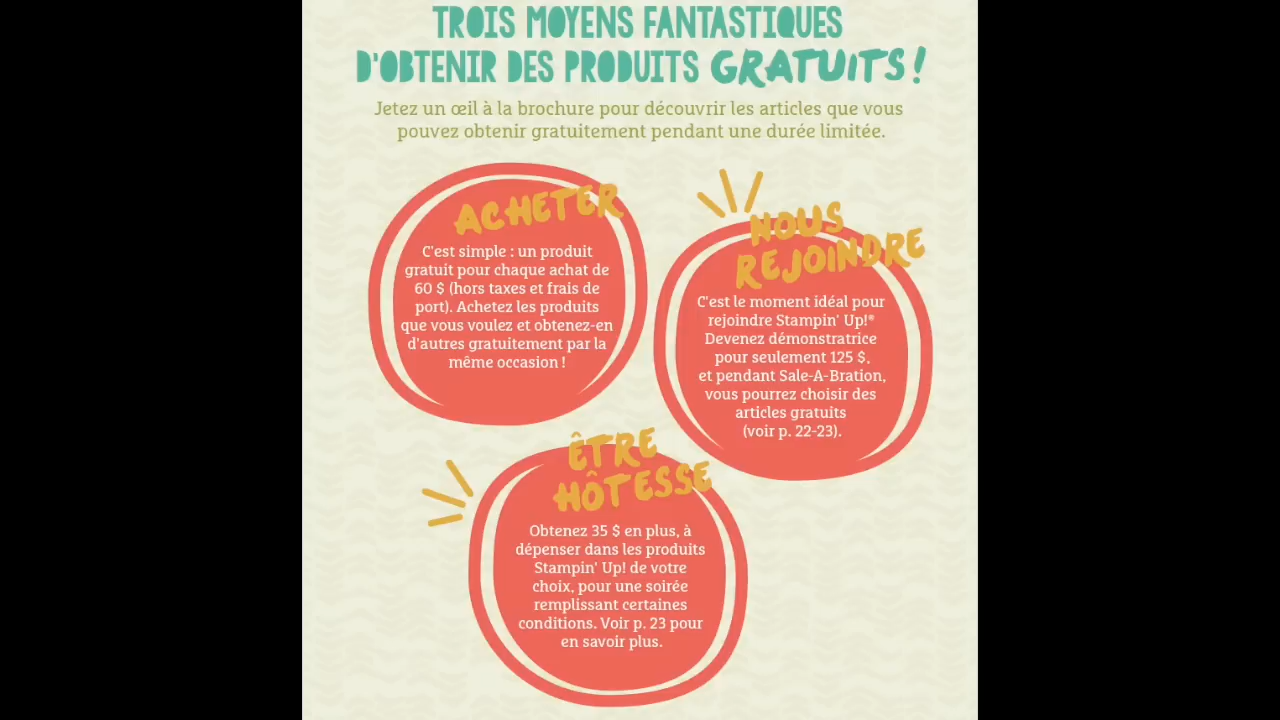 TROIS MOYENS FANTASTIQUES
D'OBTENIR DES PRODUITS GRATUITS !
Jetez un œil à la brochure pour découvrir les articles que vous
pouvez obtenir gratuitement pendant une durée limitée.
ACHETER
C'est simple : un produit
gratuit pour chaque achat de
60 $ (hors taxes et frais de
port). Achetez les produits
que vous voulez et obtenez-en
d'autres gratuitement par la
même occasion !
NOUS
REJOINDRE
C'est le moment idéal pour
rejoindre Stampin' Up!®
Devenez démonstratrice
pour seulement 125 $,
et pendant Sale-A-Bration,
vous pourrez choisir des
articles gratuits
(voir p. 22-23).
ÊTRE
HÔTESSE
Obtenez 35 $ en plus, à
dépenser dans les produits
Stampin' Up! de votre
choix, pour une soirée
remplissant certaines
conditions. Voir p. 23 pour
en savoir plus.